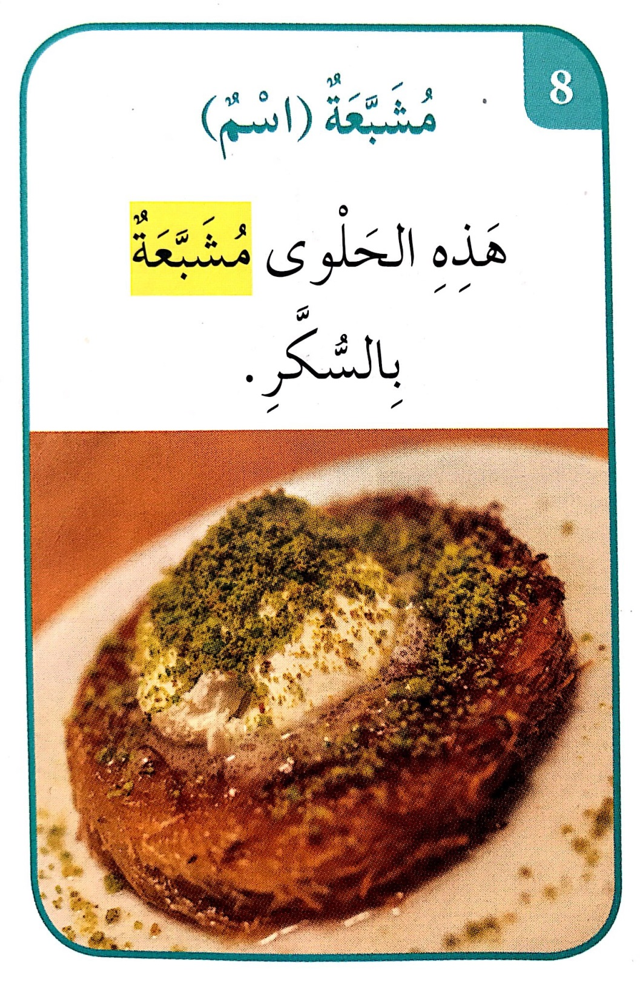 8
مُشَبَّعَةٌ (اسْمٌ)
هَذِهِ الحَلْوى مُشَبَّعَةٌ
بِالسُّكَّرِ.